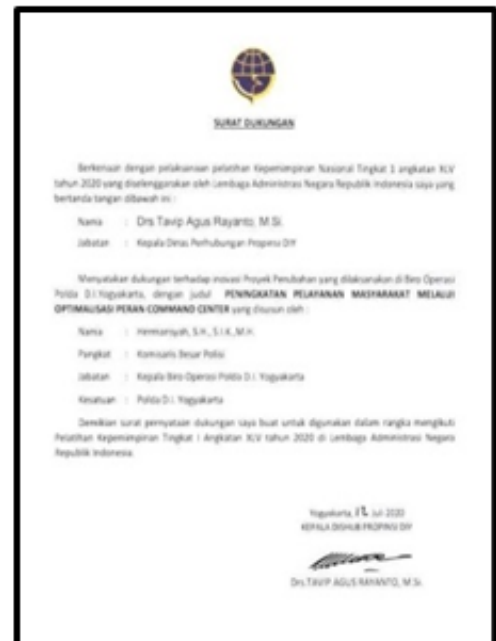 SURAT DUKUNGAN
Berkenaan dengan pelaksanaan pelatihan Kepemimpinan Nasional Tingkat 1 angkatan XLV
tahun 2020 yang diselenggarakan oleh Lembaga Administrasi Negara Republik Indonesia saya yang
bertanda tangan dibawah ini :
Nama : Drs Tavip Agus Rayanto, M.Si.
Jabatan : Kepala Dinas Perhubungan Propinsi DIY
Menyatakan dukungan terhadap inovasi Proyek Perubahan yang dilaksanakan di Biro Operasi
Polda D.I.Yogyakarta, dengan judul PENINGKATAN PELAYANAN MASYARAKAT MELALUI
OPTIMALISASI PERAN COMMAND CENTER yang disusun oleh :
Nama : Hermansyah, S.H., S.I.K.,M.H.
Pangkat : Komisaris Besar Polisi
Jabatan : Kepala Biro Operasi Polda D.I. Yogyakarta
Kesatuan : Polda D.I. Yogyakarta
Demikian surat pernyataan dukungan saya buat untuk digunakan dalam rangka mengikuti
Pelatihan Kepemimpinan Tingkat I Angkatan XLV tahun 2020 di Lembaga Administrasi Negara
Republik Indonesia.
Yogyakarta, Juli 2020
KEPALA DISHUB PROPINSI DIY
Drs.TAVIP AGUS RAYANTO, M.Si.